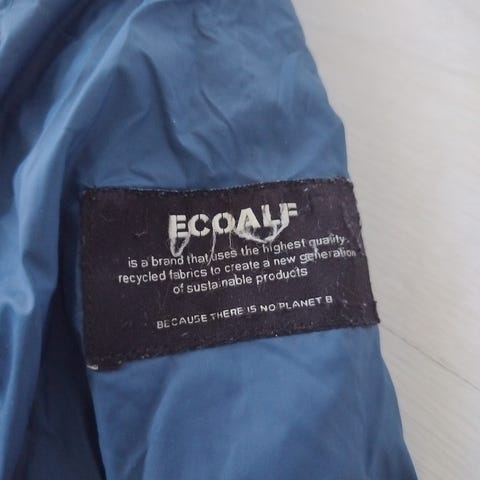 ECOALF
is a brand that uses the highest quality
recycled fabrics to create a new generation
of sustainable products
BECAUSE THERE IS NO PLANET B